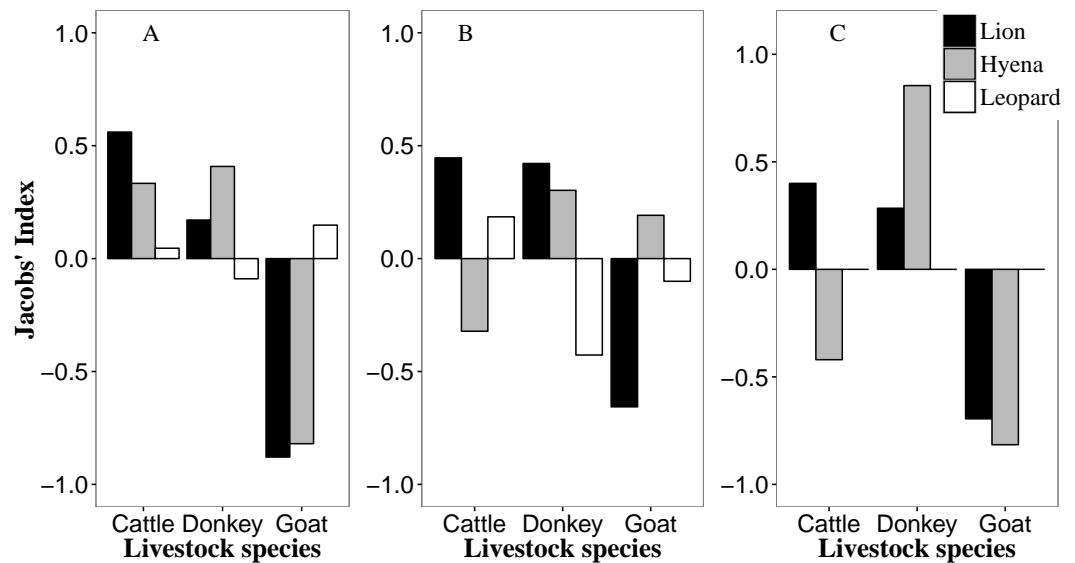 A
B
C
Lion
Hyena
Leopard
Jacobs' Index
1.0
0.5
0.0
−0.5
−1.0
1.0
0.5
0.0
−0.5
−1.0
1.0
0.5
0.0
−0.5
−1.0
Cattle Donkey Goat
Cattle Donkey Goat
Cattle Donkey Goat
Livestock species
Livestock species
Livestock species